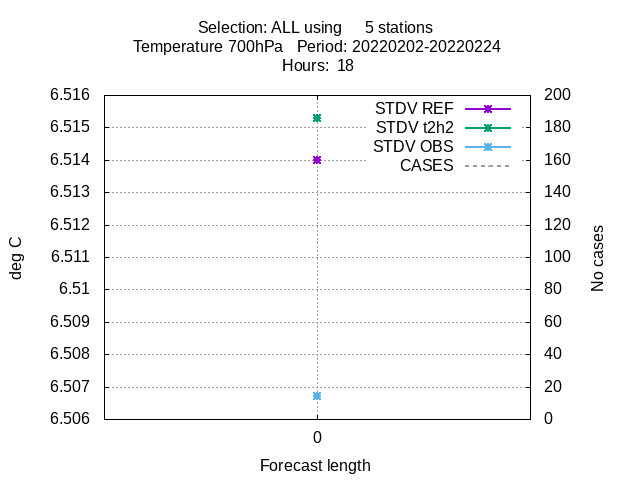 Selection: ALL using     5 stations
Temperature 700hPa   Period: 20220202-20220224
Hours:  18
6.516
6.515
6.514
6.513
6.512
6.511
6.51
6.509
6.508
6.507
6.506
200
180
160
140
120
100
80
60
40
20
0
STDV REF
STDV t2h2
STDV OBS
CASES
deg C
No cases
0
Forecast length